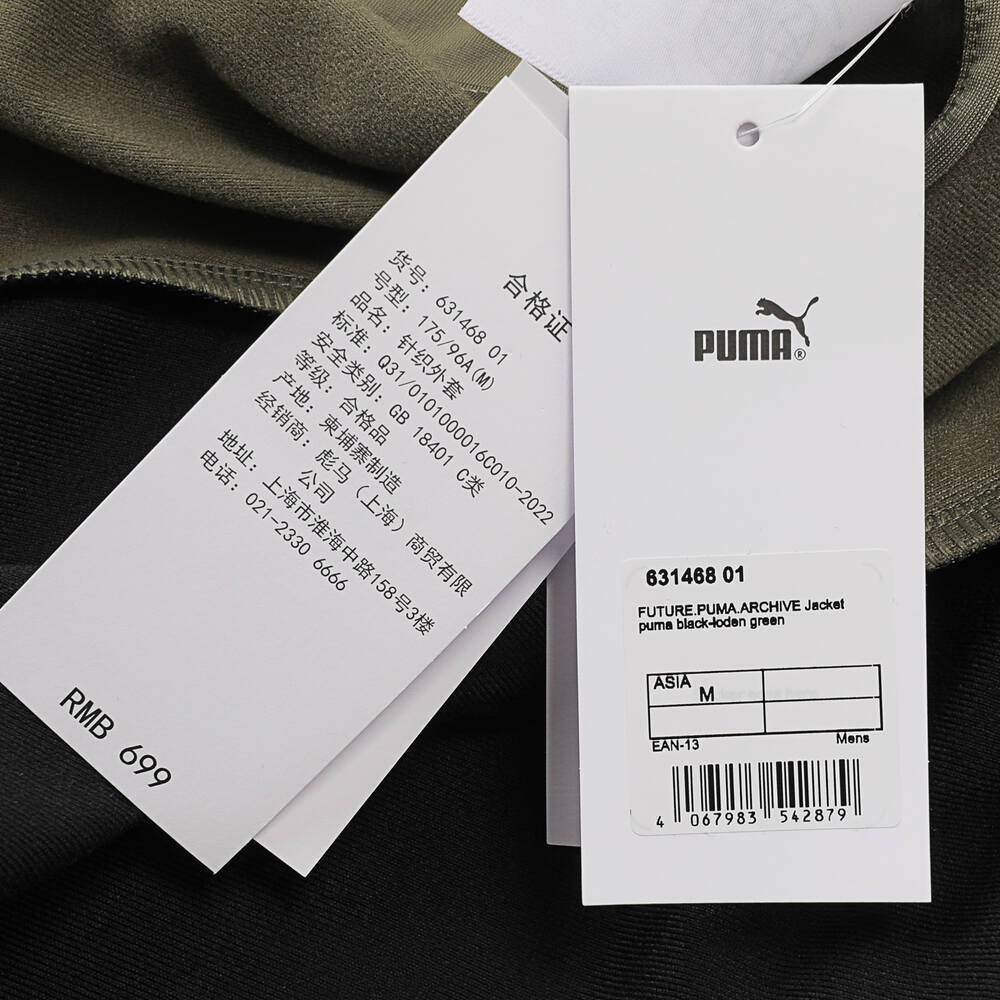 合格证
货号: 631468 01
号型: 175/96A(M)
品名: 针织外套
标准: Q31/0101000016C010-2022
安全类别: GB 18401 C类
等级: 合格品
产地: 柬埔寨制造
经销商: 彪马（上海）商贸有限
公司
地址: 上海市淮海中路158号3楼
电话: 021-2330 6666
RMB 699
PUMA®
631468 01
FUTURE.PUMA.ARCHIVE Jacket
puma black-loden green
ASIA
M
EAN-13 Mens
4 067983 542879